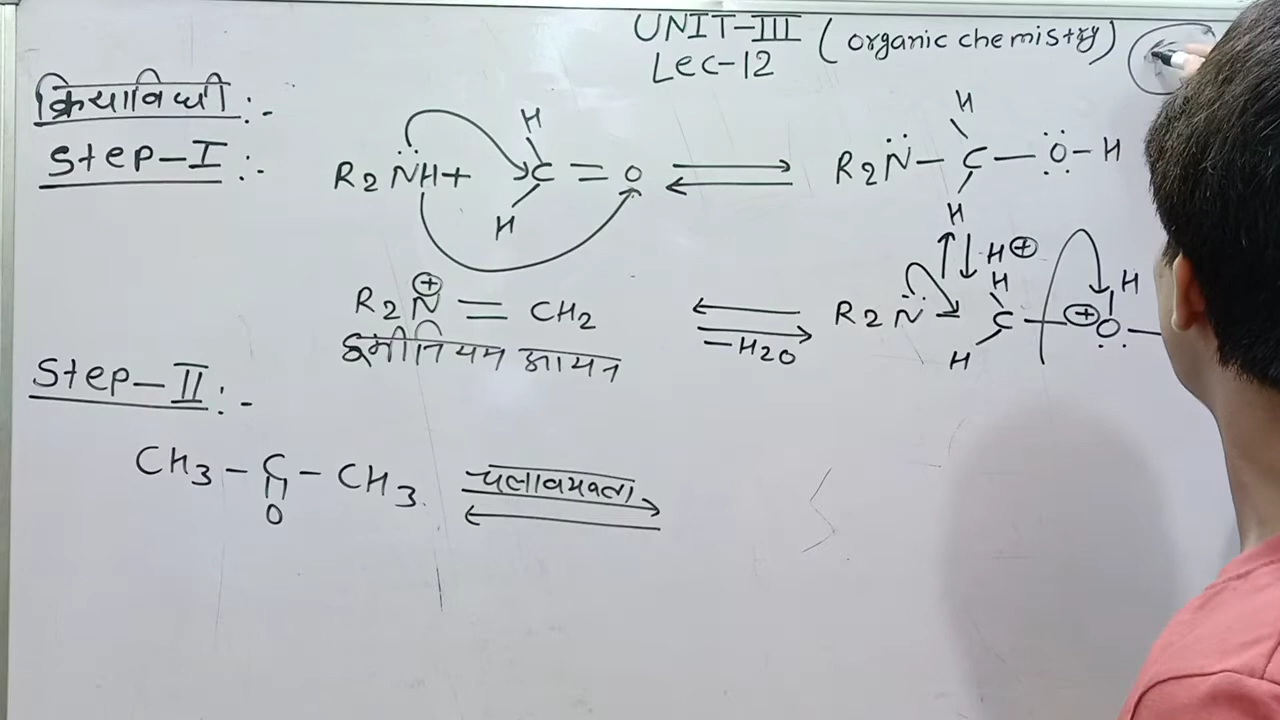 UNIT-III (organic chemistry)
Lec-12
क्रियाविधी :-
Step-I :-
H H
R2N̈H+ C=O ⇌ R2N̈-C-Ö-H
H H
H⊕
⊕ H H
R2N=CH2 ⇌ R2N̈ C-⊕O-
-H2O H
इमीनियम आयन
Step-II :-
CH3-C-CH3 ⇌ चलावयवता
O